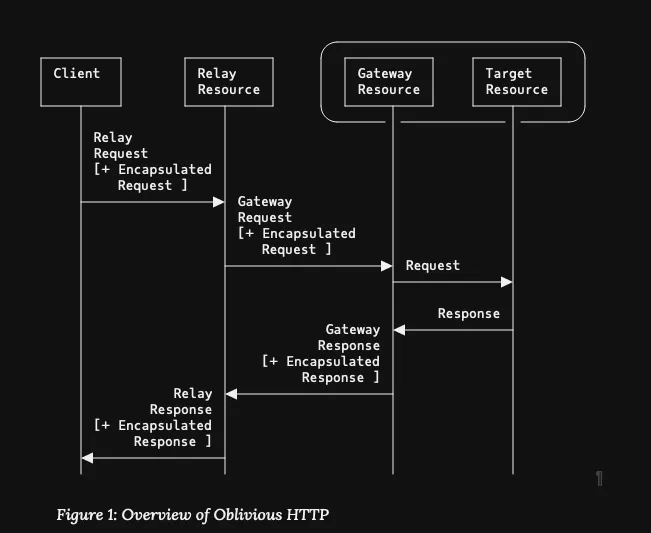 Client
Relay
Resource
Gateway
Resource
Target
Resource
Relay
Request
[+ Encapsulated
Request ]
Gateway
Request
[+ Encapsulated
Request ]
Request
Response
Gateway
Response
[+ Encapsulated
Response ]
Relay
Response
[+ Encapsulated
Response ]
¶
Figure 1: Overview of Oblivious HTTP